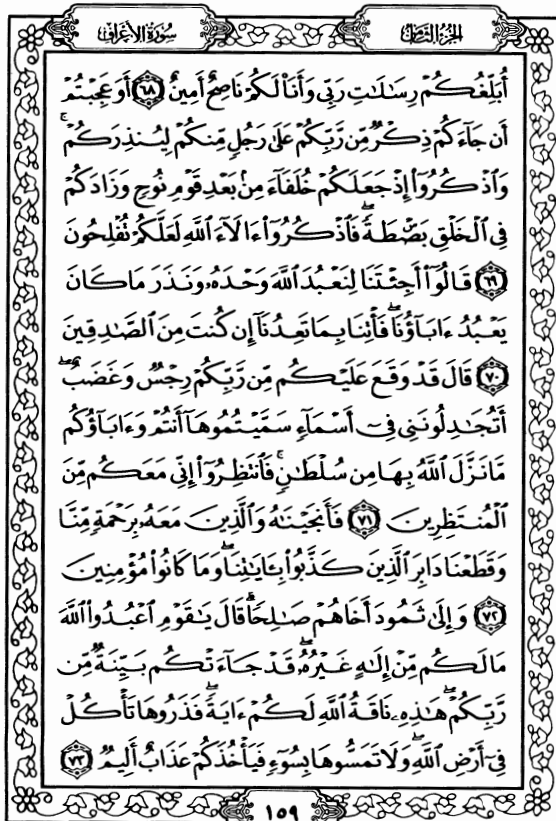 الجزء الثامن
سورة الأعراف
أُبَلِّغُكُمْ رِسَٰلَٰتِ رَبِّى وَأَنَا۠ لَكُمْ نَاصِحٌ أَمِينٌ ٦٨ أَوَعَجِبْتُمْ
أَن جَآءَكُمْ ذِكْرٌ مِّن رَّبِّكُمْ عَلَىٰ رَجُلٍ مِّنكُمْ لِيُنذِرَكُمْ ۚ
وَٱذْكُرُوٓا۟ إِذْ جَعَلَكُمْ خُلَفَآءَ مِنۢ بَعْدِ قَوْمِ نُوحٍ وَزَادَكُمْ
فِى ٱلْخَلْقِ بَصْۜطَةً ۖ فَٱذْكُرُوٓا۟ ءَالَآءَ ٱللَّهِ لَعَلَّكُمْ تُفْلِحُونَ
٦٩ قَالُوٓا۟ أَجِئْتَنَا لِنَعْبُدَ ٱللَّهَ وَحْدَهُۥ وَنَذَرَ مَا كَانَ
يَعْبُدُ ءَابَآؤُنَا ۖ فَأْتِنَا بِمَا تَعِدُنَآ إِن كُنتَ مِنَ ٱلصَّٰدِقِينَ
٧٠ قَالَ قَدْ وَقَعَ عَلَيْكُم مِّن رَّبِّكُمْ رِجْسٌ وَغَضَبٌ ۖ
أَتُجَٰدِلُونَنِى فِىٓ أَسْمَآءٍ سَمَّيْتُمُوهَآ أَنتُمْ وَءَابَآؤُكُم
مَّا نَزَّلَ ٱللَّهُ بِهَا مِن سُلْطَٰنٍ ۚ فَٱنتَظِرُوٓا۟ إِنِّى مَعَكُم مِّنَ
ٱلْمُنتَظِرِينَ ٧١ فَأَنجَيْنَٰهُ وَٱلَّذِينَ مَعَهُۥ بِرَحْمَةٍ مِّنَّا
وَقَطَعْنَا دَابِرَ ٱلَّذِينَ كَذَّبُوا۟ بِـَٔايَٰتِنَا ۖ وَمَا كَانُوا۟ مُؤْمِنِينَ
٧٢ وَإِلَىٰ ثَمُودَ أَخَاهُمْ صَٰلِحًا ۗ قَالَ يَٰقَوْمِ ٱعْبُدُوا۟ ٱللَّهَ
مَا لَكُم مِّنْ إِلَٰهٍ غَيْرُهُۥ ۖ قَدْ جَآءَتْكُم بَيِّنَةٌ مِّن
رَّبِّكُمْ ۖ هَٰذِهِۦ نَاقَةُ ٱللَّهِ لَكُمْ ءَايَةً ۖ فَذَرُوهَا تَأْكُلْ
فِىٓ أَرْضِ ٱللَّهِ ۖ وَلَا تَمَسُّوهَا بِسُوٓءٍ فَيَأْخُذَكُمْ عَذَابٌ أَلِيمٌ ٧٣
١٥٩